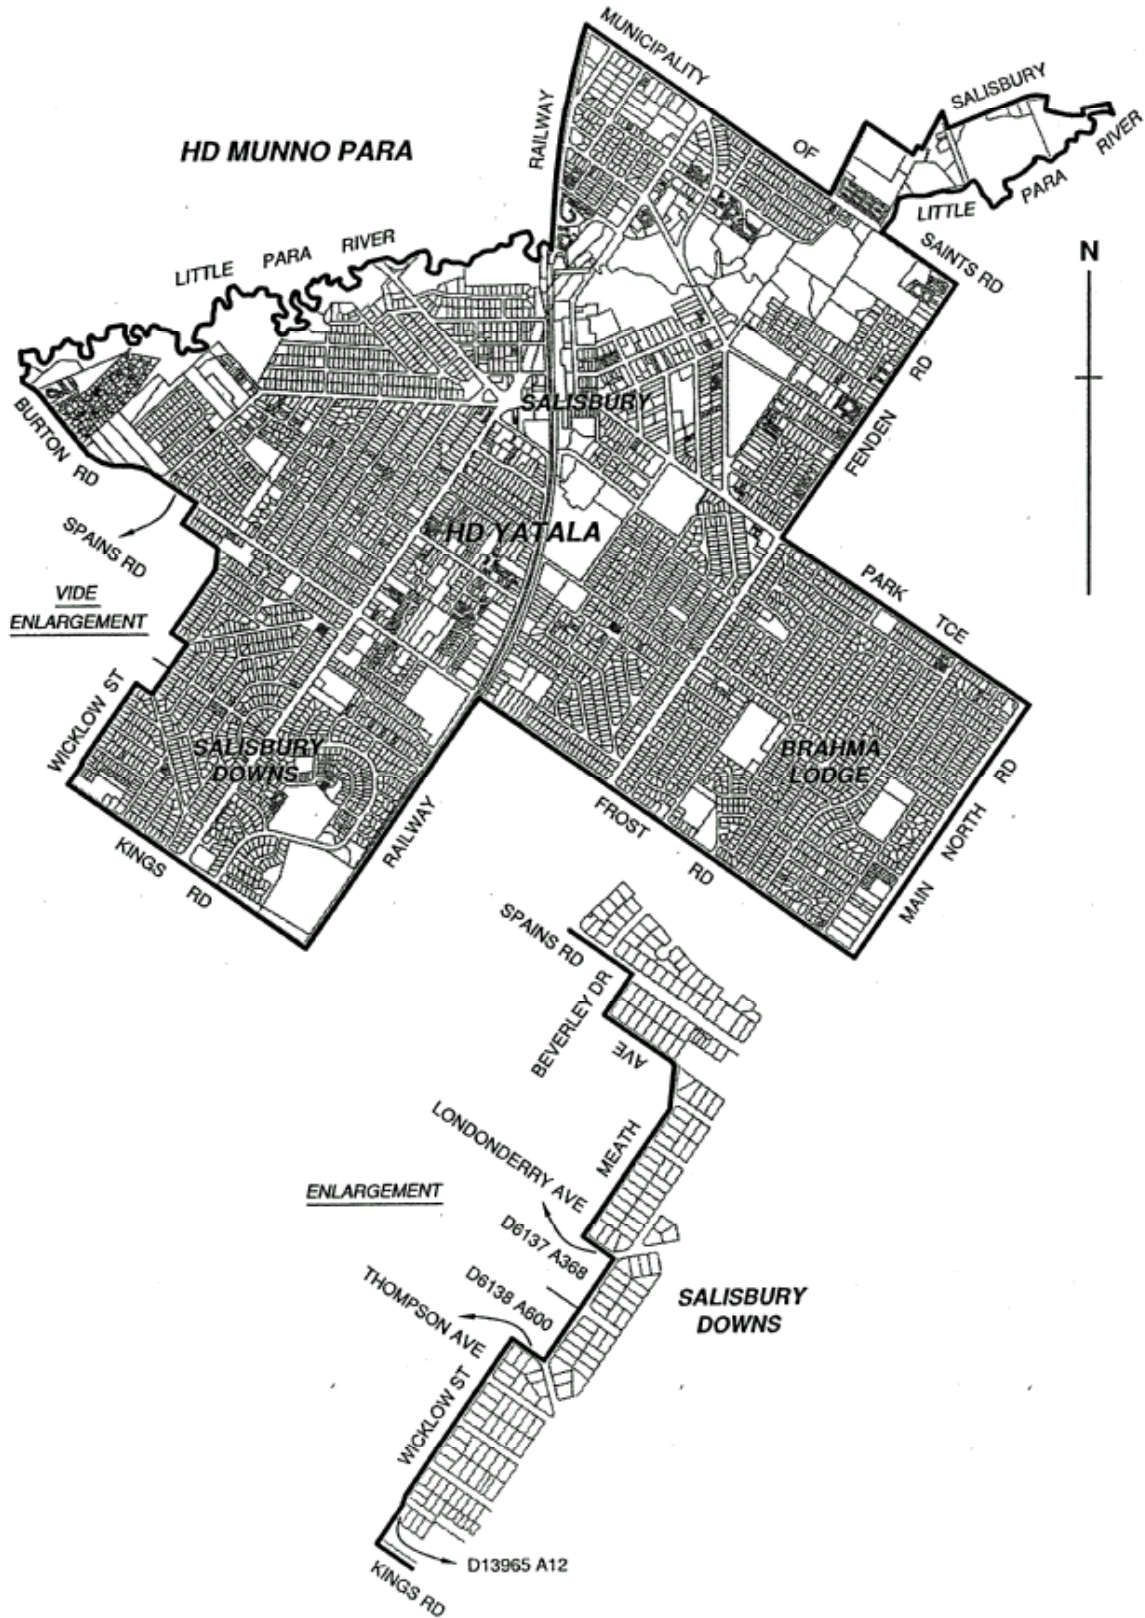 MUNICIPALITY
OF
SALISBURY
RAILWAY
HD MUNNO PARA
RIVER
PARA
LITTLE
SAINTS RD
N
LITTLE PARA RIVER
RD
FENDEN
SALISBURY
BURTON RD
SPAINS RD
HD YATALA
VIDE
ENLARGEMENT
PARK
TCE
WICKLOW ST
SALISBURY
DOWNS
BRAHMA
LODGE
RD
NORTH
MAIN
KINGS
RD
RAILWAY
FROST
RD
SPAINS RD
BEVERLEY DR
AVE
LONDONDERRY AVE
MEATH
ENLARGEMENT
D6137 A368
D6138 A600
THOMPSON AVE
SALISBURY
DOWNS
WICKLOW ST
D13965 A12
KINGS RD